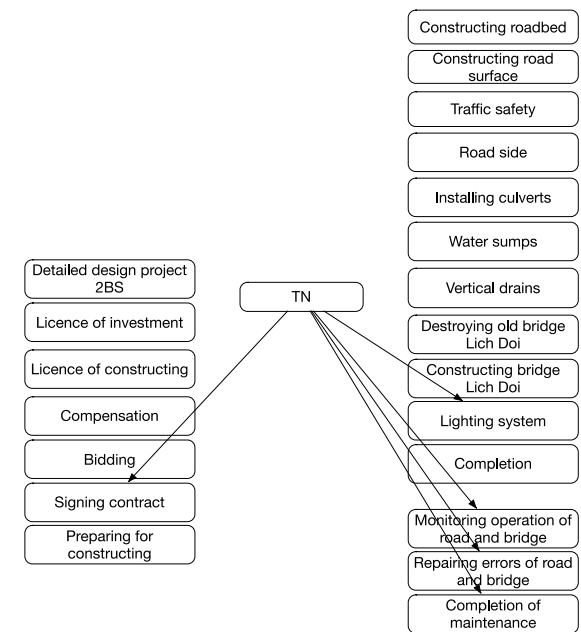 Constructing roadbed
Constructing road
surface
Traffic safety
Road side
Installing culverts
Water sumps
Vertical drains
Destroying old bridge
Lich Doi
Constructing bridge
Lich Doi
Lighting system
Completion
Monitoring operation of
road and bridge
Repairing errors of road
and bridge
Completion of
maintenance
TN
Detailed design project
2BS
Licence of investment
Licence of constructing
Compensation
Bidding
Signing contract
Preparing for
constructing